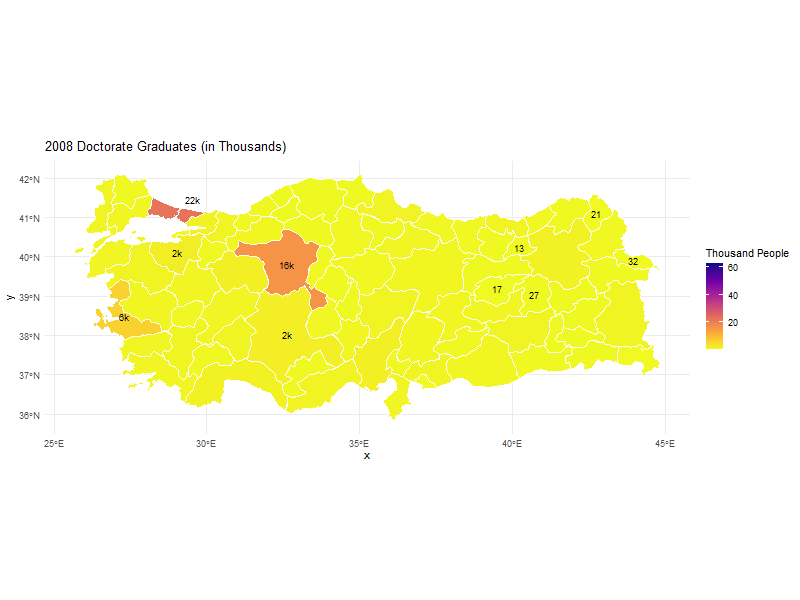 2008 Doctorate Graduates (in Thousands)
42°N
41°N
40°N
39°N
38°N
37°N
36°N
y
22k
21
2k
13
16k
32
17
27
6k
2k
25°E
30°E
35°E
40°E
45°E
x
Thousand People
60
40
20